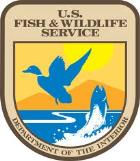 U.S.
FISH & WILDLIFE
SERVICE
DEPARTMENT OF THE INTERIOR